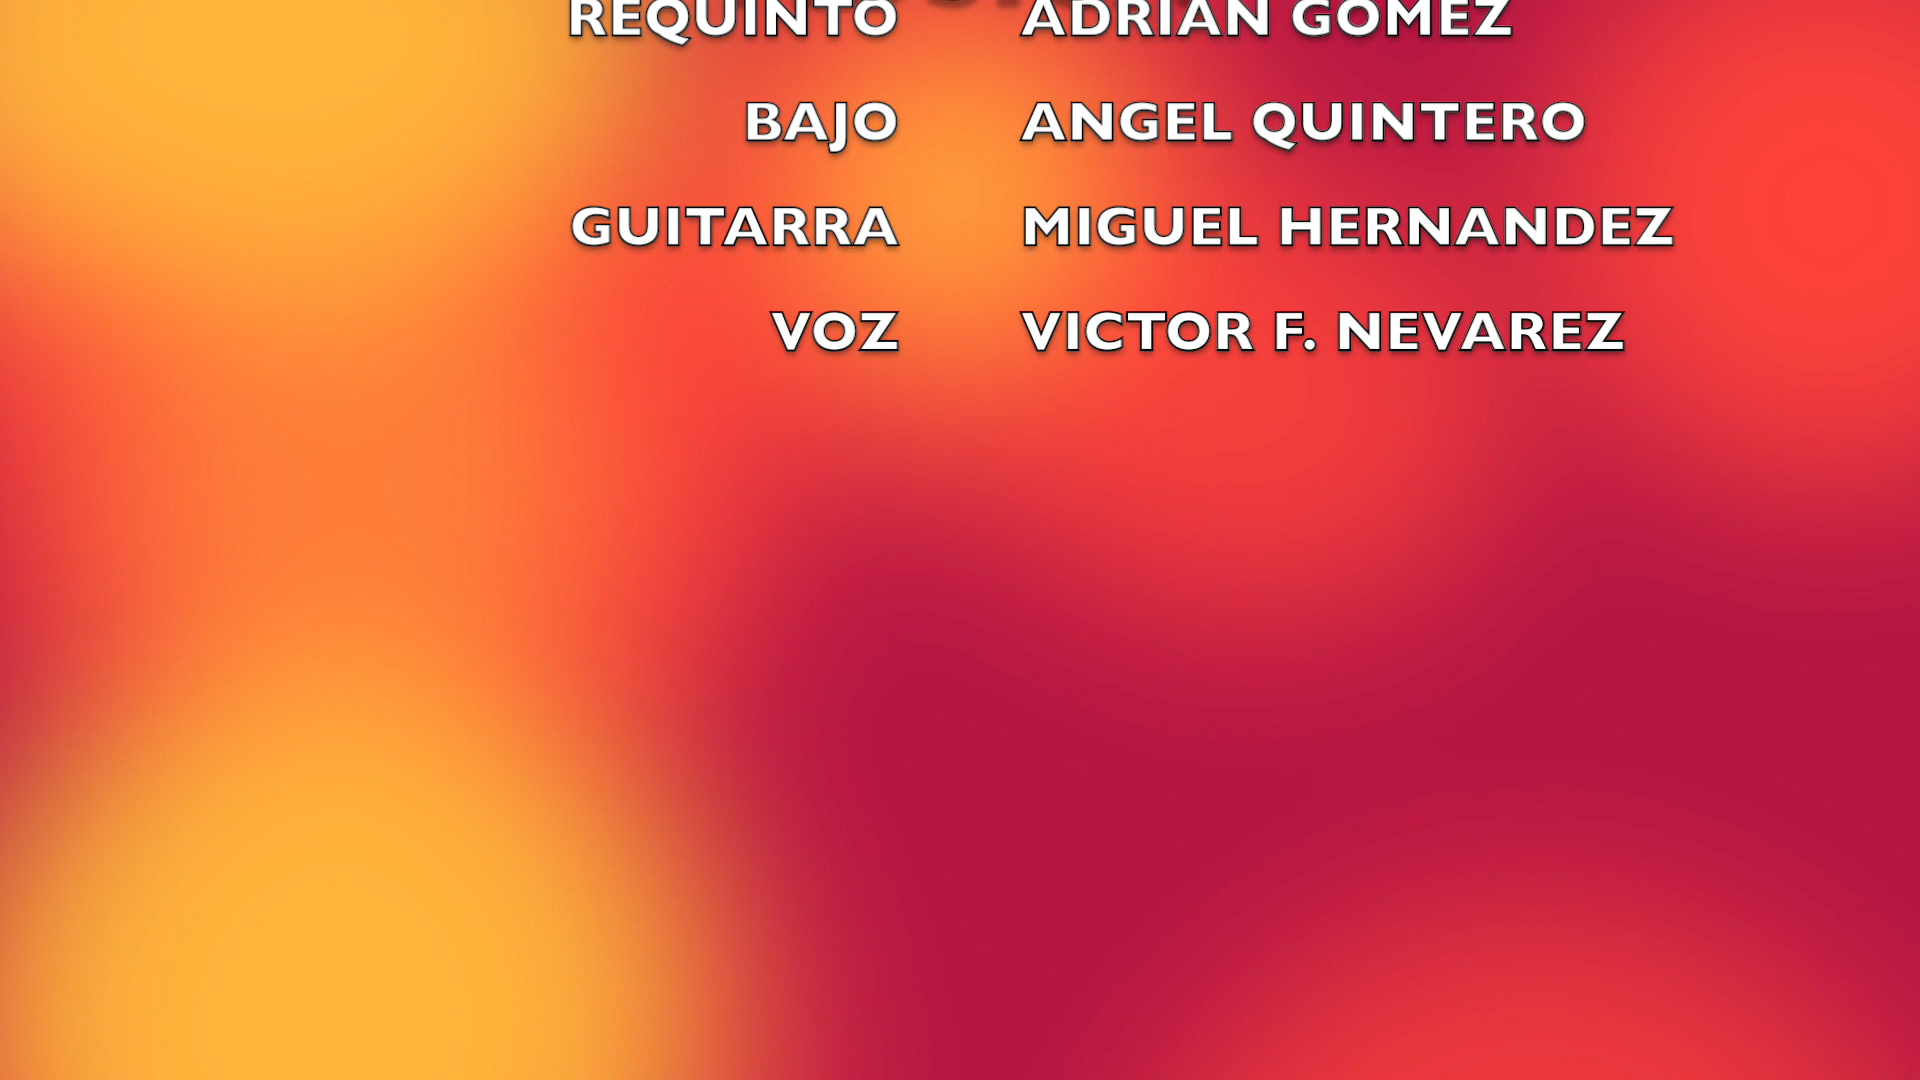 REQUINTO ADRIAN GOMEZ
BAJO ANGEL QUINTERO
GUITARRA MIGUEL HERNANDEZ
VOZ VICTOR F. NEVAREZ